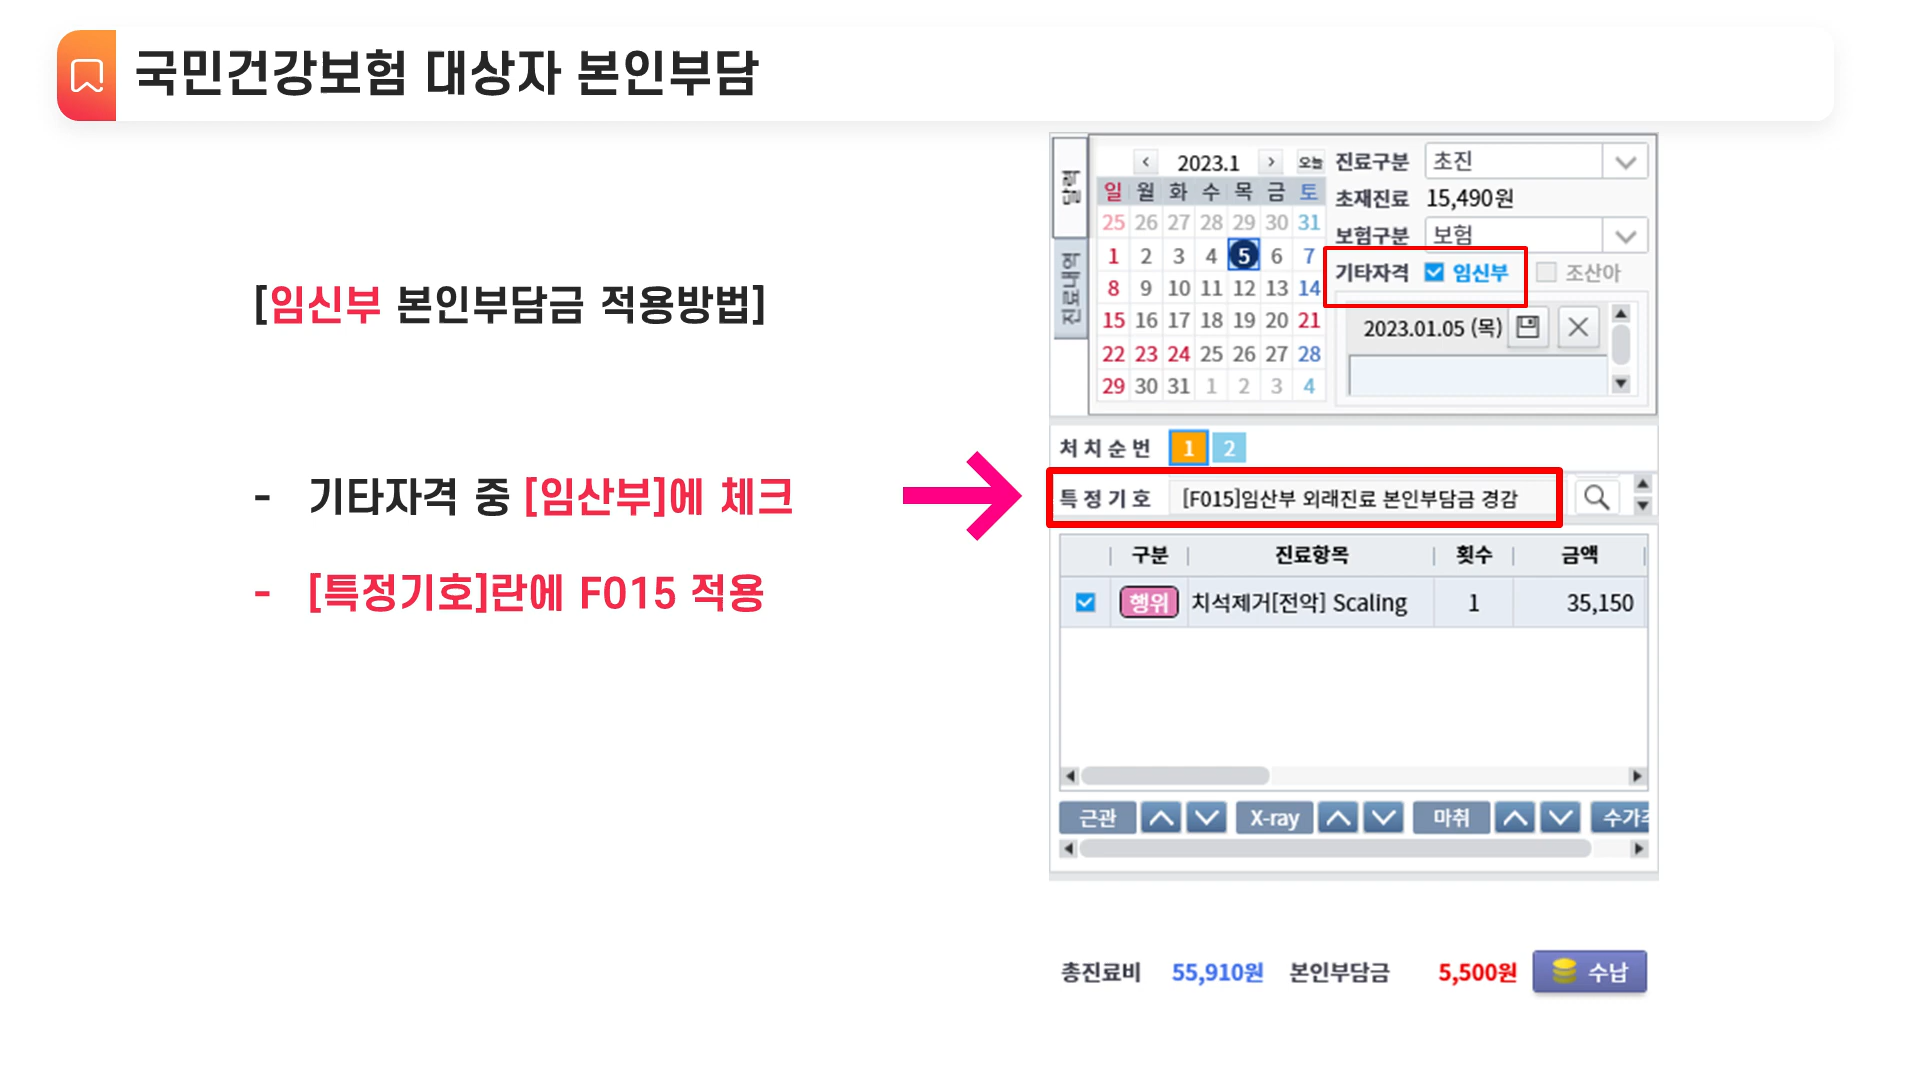 국민건강보험 대상자 본인부담
[임신부 본인부담금 적용방법]
- 기타자격 중 [임산부]에 체크
- [특정기호]란에 F015 적용
달력
진료내역
< 2023.1 > 오늘
일 월 화 수 목 금 토
25 26 27 28 29 30 31
1 2 3 4 5 6 7
8 9 10 11 12 13 14
15 16 17 18 19 20 21
22 23 24 25 26 27 28
29 30 31 1 2 3 4
진료구분 초진
초재진료 15,490원
보험구분 보험
기타자격 임신부 조산아
2023.01.05 (목)
처치순번 1 2
특정기호 [F015]임산부 외래진료 본인부담금 경감
구분 진료항목 횟수 금액
행위 치석제거[전악] Scaling 1 35,150
근관 X-ray 마취 수가
총진료비 55,910원 본인부담금 5,500원 수납